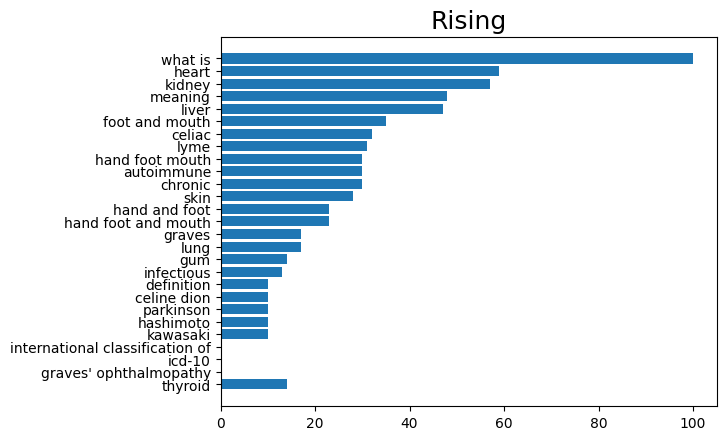 Rising
what is
heart
kidney
meaning
liver
foot and mouth
celiac
lyme
hand foot mouth
autoimmune
chronic
skin
hand and foot
hand foot and mouth
graves
lung
gum
infectious
definition
celine dion
parkinson
hashimoto
kawasaki
international classification of
icd-10
graves' ophthalmopathy
thyroid
0 20 40 60 80 100